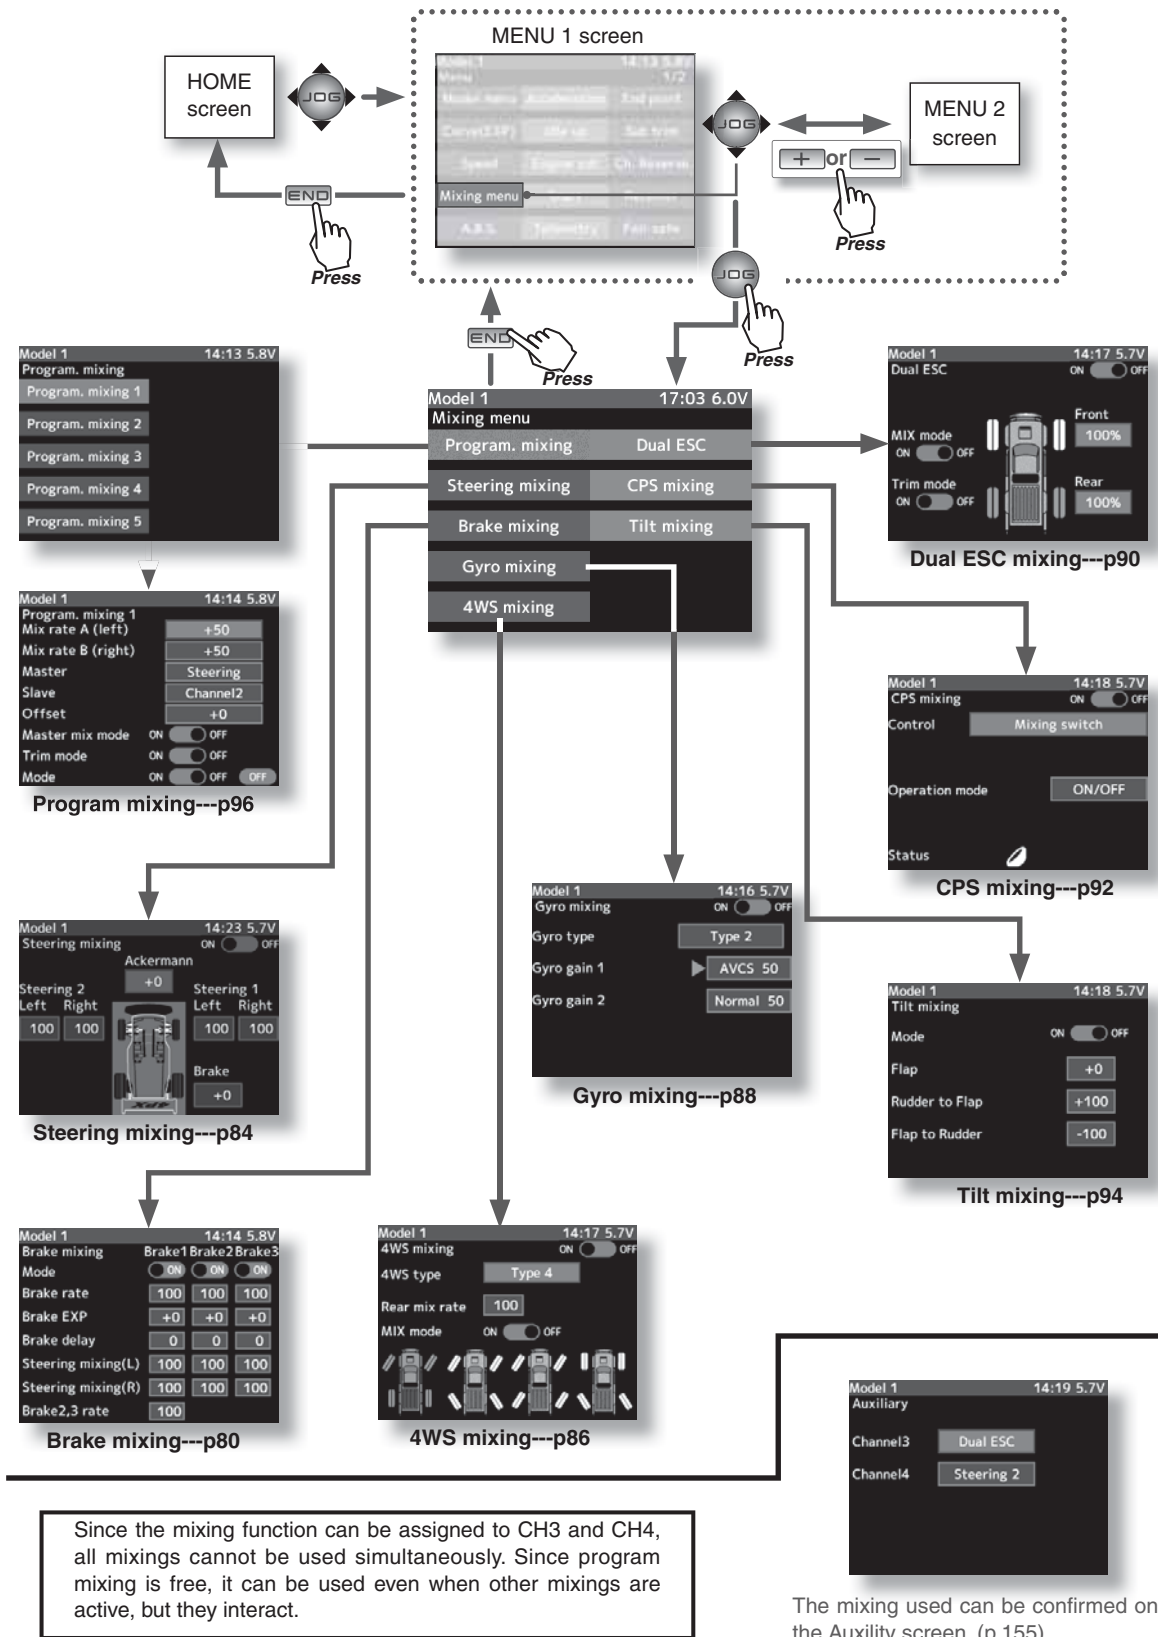 MENU 1 screen
HOME
screen
JOG
Model 1 14:13 5.8V
Menu 1/2
End point
Idle up
Sub trim
Speed
Mixing menu
A.B.S.
Telemetry
Fail safe
JOG
+ or −
Press
MENU 2
screen
END
Press
JOG
Press
END
Press
Model 1 14:13 5.8V
Program. mixing
Program. mixing 1
Program. mixing 2
Program. mixing 3
Program. mixing 4
Program. mixing 5
Model 1 17:03 6.0V
Mixing menu
Program. mixing Dual ESC
Steering mixing CPS mixing
Brake mixing Tilt mixing
Gyro mixing
4WS mixing
Model 1 14:17 5.7V
Dual ESC ON OFF
Front
MIX mode 100%
ON OFF
Trim mode Rear
ON OFF 100%
Dual ESC mixing---p90
Model 1 14:14 5.8V
Program. mixing 1
Mix rate A (left) +50
Mix rate B (right) +50
Master Steering
Slave Channel2
Offset +0
Master mix mode ON OFF
Trim mode ON OFF
Mode ON OFF OFF
Program mixing---p96
Model 1 14:18 5.7V
CPS mixing ON OFF
Control Mixing switch
Operation mode ON/OFF
Status
CPS mixing---p92
Model 1 14:23 5.7V
Steering mixing ON OFF
Ackermann
+0
Steering 2 Steering 1
Left Right Left Right
100 100 100 100
Brake
+0
Steering mixing---p84
Model 1 14:16 5.7V
Gyro mixing ON OFF
Gyro type Type 2
Gyro gain 1 AVCS 50
Gyro gain 2 Normal 50
Gyro mixing---p88
Model 1 14:18 5.7V
Tilt mixing
Mode ON OFF
Flap +0
Rudder to Flap +100
Flap to Rudder -100
Tilt mixing---p94
Model 1 14:14 5.8V
Brake mixing Brake1 Brake2 Brake3
Mode ON ON ON
Brake rate 100 100 100
Brake EXP +0 +0 +0
Brake delay 0 0 0
Steering mixing(L) 100 100 100
Steering mixing(R) 100 100 100
Brake2,3 rate 100
Brake mixing---p80
Model 1 14:17 5.7V
4WS mixing ON OFF
4WS type Type 4
Rear mix rate 100
MIX mode ON OFF
4WS mixing---p86
Model 1 14:19 5.7V
Auxiliary
Channel3 Dual ESC
Channel4 Steering 2
Since the mixing function can be assigned to CH3 and CH4,
all mixings cannot be used simultaneously. Since program
mixing is free, it can be used even when other mixings are
active, but they interact.
The mixing used can be confirmed on
the Auxility screen. (p.155)